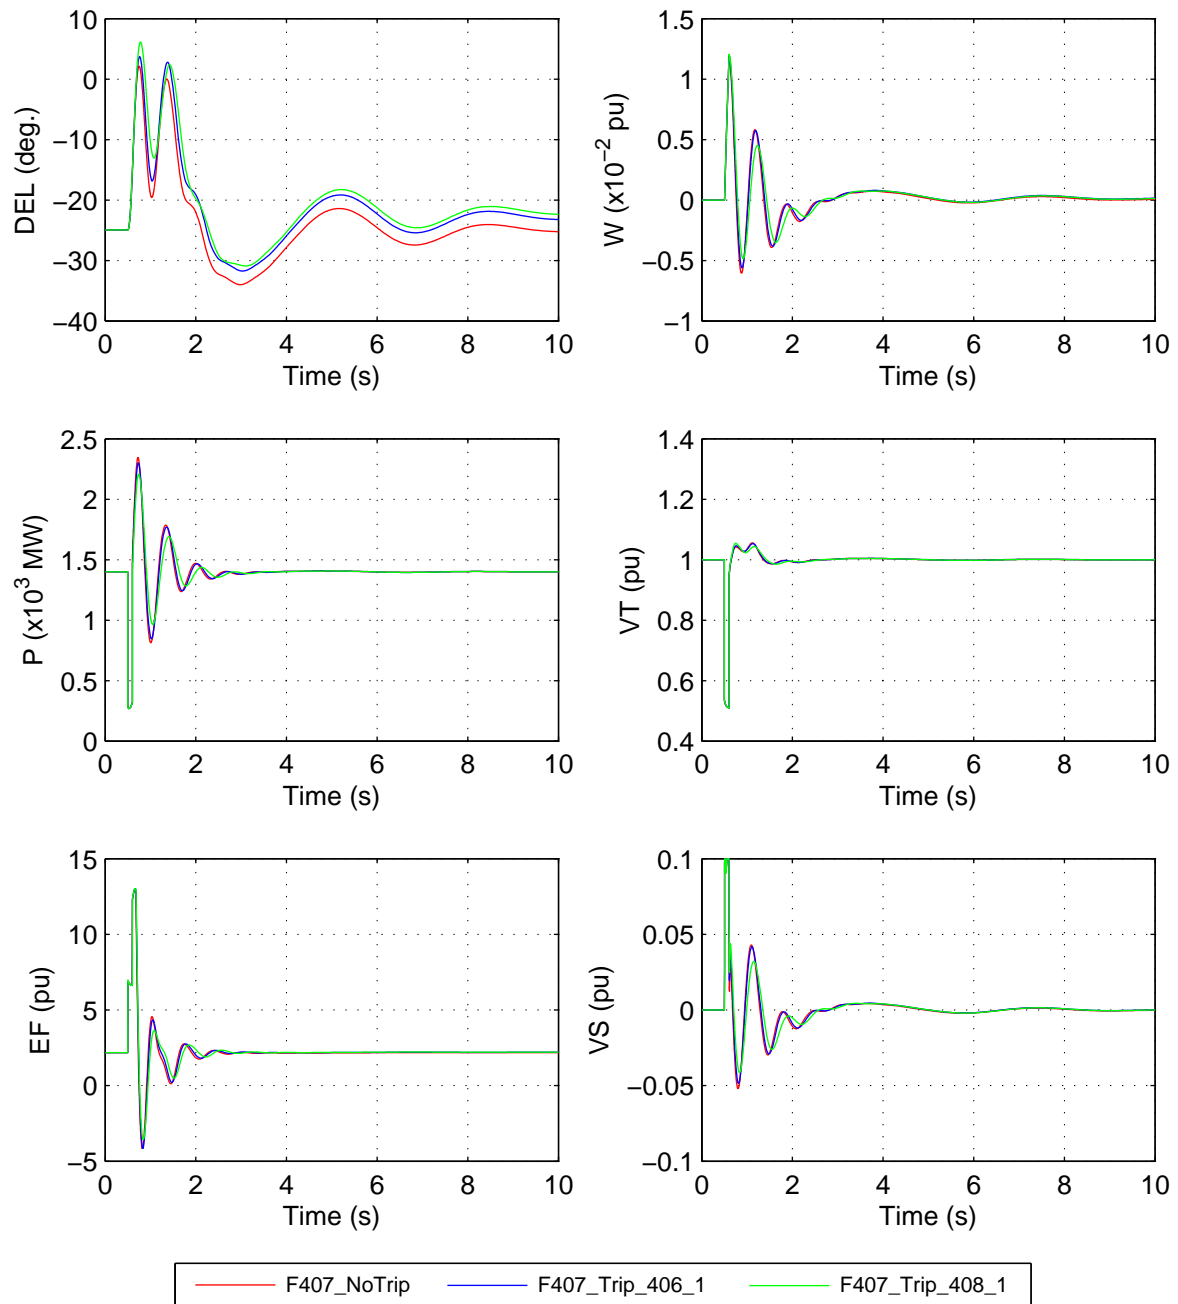 10
0
−10
−20
−30
−40
DEL (deg.)
0 2 4 6 8 10
Time (s)
1.5
1
0.5
0
−0.5
−1
W (x10⁻² pu)
0 2 4 6 8 10
Time (s)
2.5
2
1.5
1
0.5
0
P (x10³ MW)
0 2 4 6 8 10
Time (s)
1.4
1.2
1.0
0.8
0.6
0.4
VT (pu)
0 2 4 6 8 10
Time (s)
15
10
5
0
−5
EF (pu)
0 2 4 6 8 10
Time (s)
0.1
0.05
0
−0.05
−0.1
VS (pu)
0 2 4 6 8 10
Time (s)
F407_NoTrip F407_Trip_406_1 F407_Trip_408_1